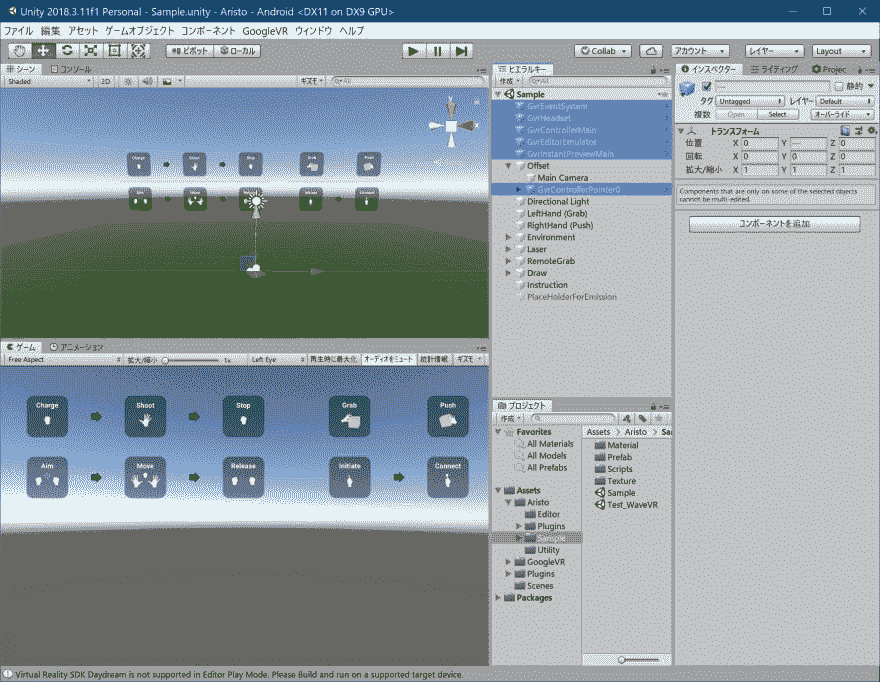 Unity 2018.3.11f1 Personal - Sample.unity - Aristo - Android <DX11 on DX9 GPU>
ファイル 編集 アセット ゲームオブジェクト コンポーネント GoogleVR ウィンドウ ヘルプ
ピボット ローカル Collab アカウント レイヤー Layout
シーン コンソール
Shaded 2D ギズモ All
Charge Shoot Stop Grab Push
ゲーム アニメーション
Free Aspect 拡大/縮小 1x Left Eye 再生時に最大化 オーディオをミュート 統計情報 ギズモ
Charge Shoot Stop Grab Push
Aim Move Release Initiate Connect
ヒエラルキー
作成 All
Sample
GvrEventSystem
GvrHeadset
GvrControllerMain
GvrEditorEmulator
GvrInstantPreviewMain
Offset
Main Camera
GvrControllerPointer0
Directional Light
LeftHand (Grab)
RightHand (Push)
Environment
Laser
RemoteGrab
Draw
Instruction
PlaceHolderForEmission
プロジェクト
作成
Favorites
All Materials
All Models
All Prefabs
Assets
Aristo
Editor
Plugins
Sample
Utility
GoogleVR
Plugins
Scenes
Packages
Assets > Aristo > Sa
Material
Prefab
Scripts
Texture
Sample
Test_WaveVR
インスペクター ライティング Projec
静的
タグ Untagged レイヤー Default
複数 Open Select オーバーライド
トランスフォーム
位置 X 0 Y — Z 0
回転 X 0 Y 0 Z 0
拡大/縮小 X 1 Y 1 Z 1
Components that are only on some of the selected objects
cannot be multi-edited.
コンポーネントを追加
Virtual Reality SDK Daydream is not supported in Editor Play Mode. Please Build and run on a supported target device.